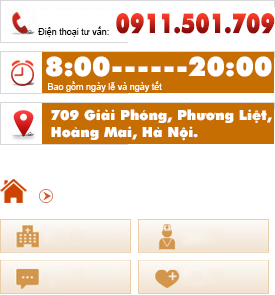 Điện thoại tư vấn: 0911.501.709
8:00------20:00
Bao gồm ngày lễ và ngày tết
709 Giải Phóng, Phương Liệt,
Hoàng Mai, Hà Nội.